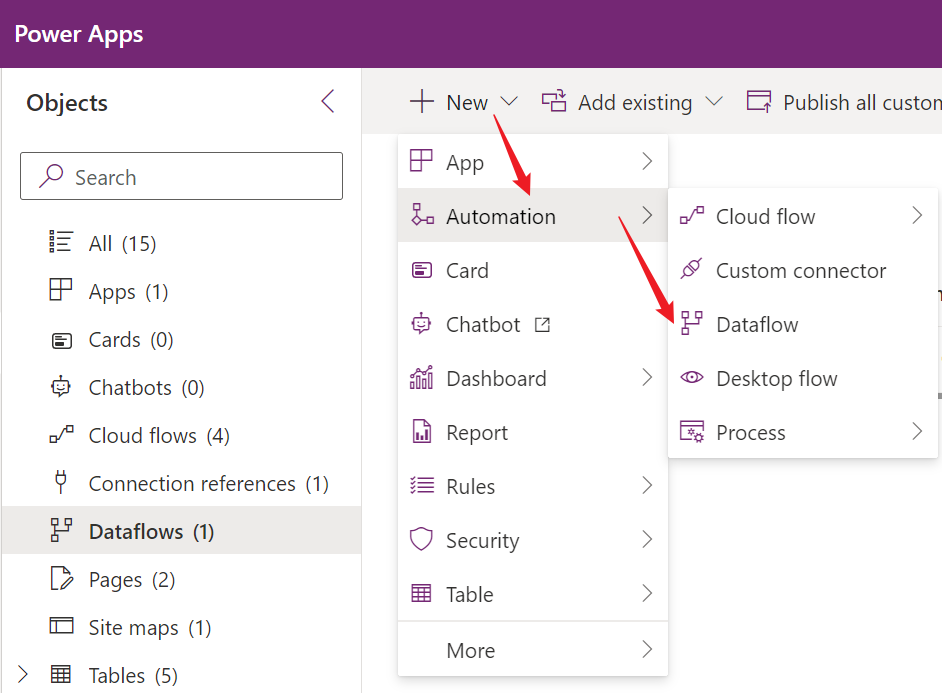 Power Apps
Objects
Search
All (15)
Apps (1)
Cards (0)
Chatbots (0)
Cloud flows (4)
Connection references (1)
Dataflows (1)
Pages (2)
Site maps (1)
Tables (5)
New
Add existing
Publish all custom
App
Automation
Card
Chatbot
Dashboard
Report
Rules
Security
Table
More
Cloud flow
Custom connector
Dataflow
Desktop flow
Process